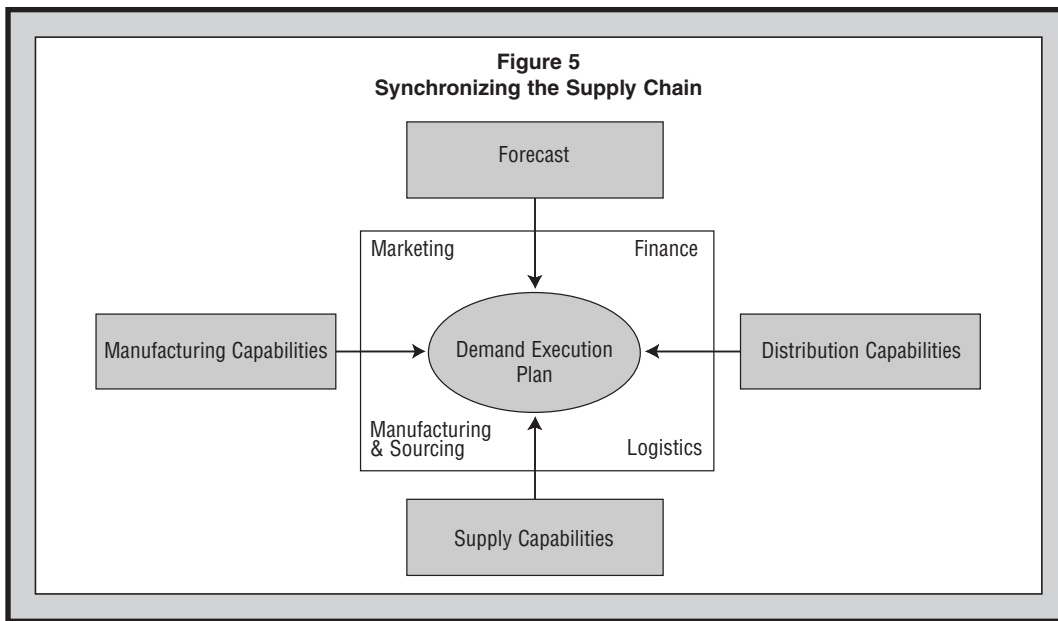 Figure 5
Synchronizing the Supply Chain
Forecast
Marketing
Finance
Manufacturing Capabilities
Demand Execution
Plan
Distribution Capabilities
Manufacturing
& Sourcing
Logistics
Supply Capabilities